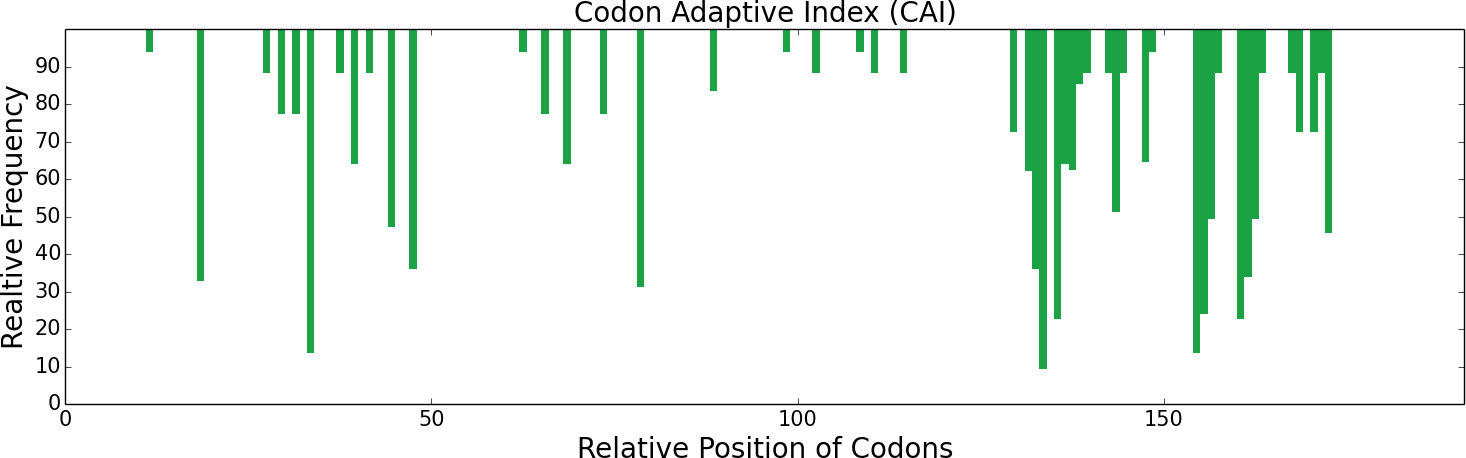 Codon Adaptive Index (CAI)
Realtive Frequency
90
80
70
60
50
40
30
20
10
0
0 50 100 150
Relative Position of Codons